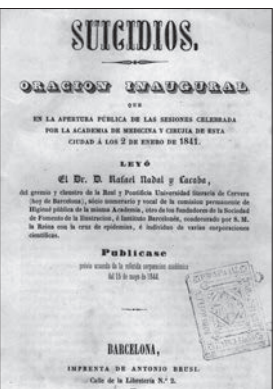 SUICIDIOS.
ORACION INAUGURAL
QUE
EN LA APERTURA PÚBLICA DE LAS SESIONES CELEBRADA
POR LA ACADEMIA DE MEDICINA Y CIRUJIA DE ESTA
CIUDAD Á LOS 2 DE ENERO DE 1841.
LEYÓ
El Dr. D. Rafael Nadal y Lacaba,
del gremio y claustro de la Real y Pontificia Universidad literaria de Cervera
(hoy de Barcelona), sócio numerario y vocal de la comision permanente de
Higiene pública de la misma Academia, otro de los fundadores de la Sociedad
de Fomento de la Ilustracion, é Instituto Barcelonés, condecorado por S. M.
la Reina con la cruz de epidemias, é individuo de varias corporaciones
científicas.
Publícase
prévio acuerdo de la referida corporacion académica
del 15 de mayo de 1844.
BARCELONA,
IMPRENTA DE ANTONIO BRUSI.
Calle de la Libretería N.º 2.